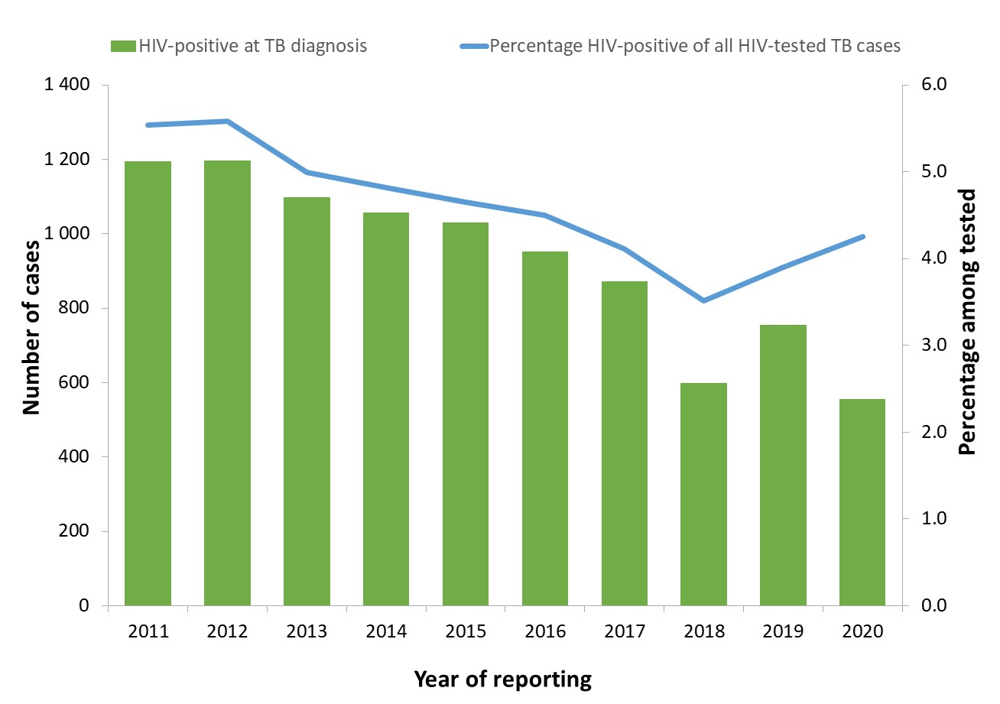 HIV-positive at TB diagnosis
Percentage HIV-positive of all HIV-tested TB cases
1 400
1 200
1 000
800
600
400
200
0
Number of cases
6.0
5.0
4.0
3.0
2.0
1.0
0.0
Percentage among tested
2011 2012 2013 2014 2015 2016 2017 2018 2019 2020
Year of reporting